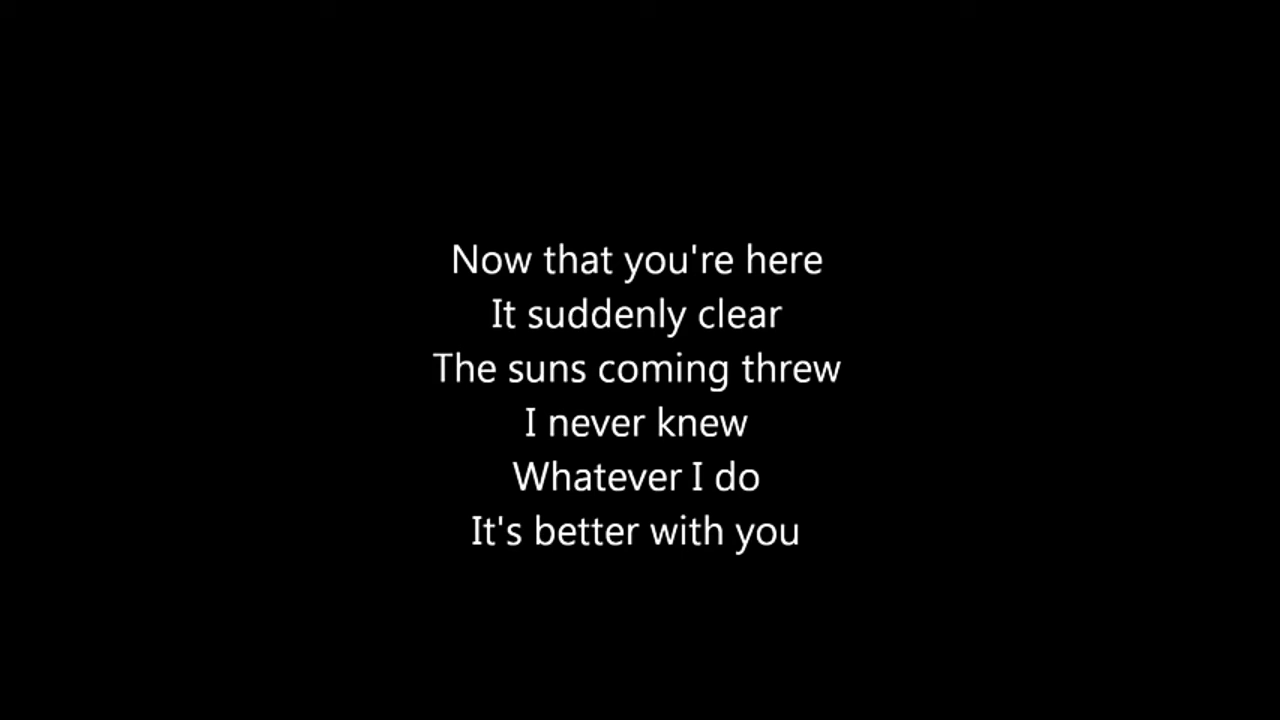 Now that you're here
It suddenly clear
The suns coming threw
I never knew
Whatever I do
It's better with you